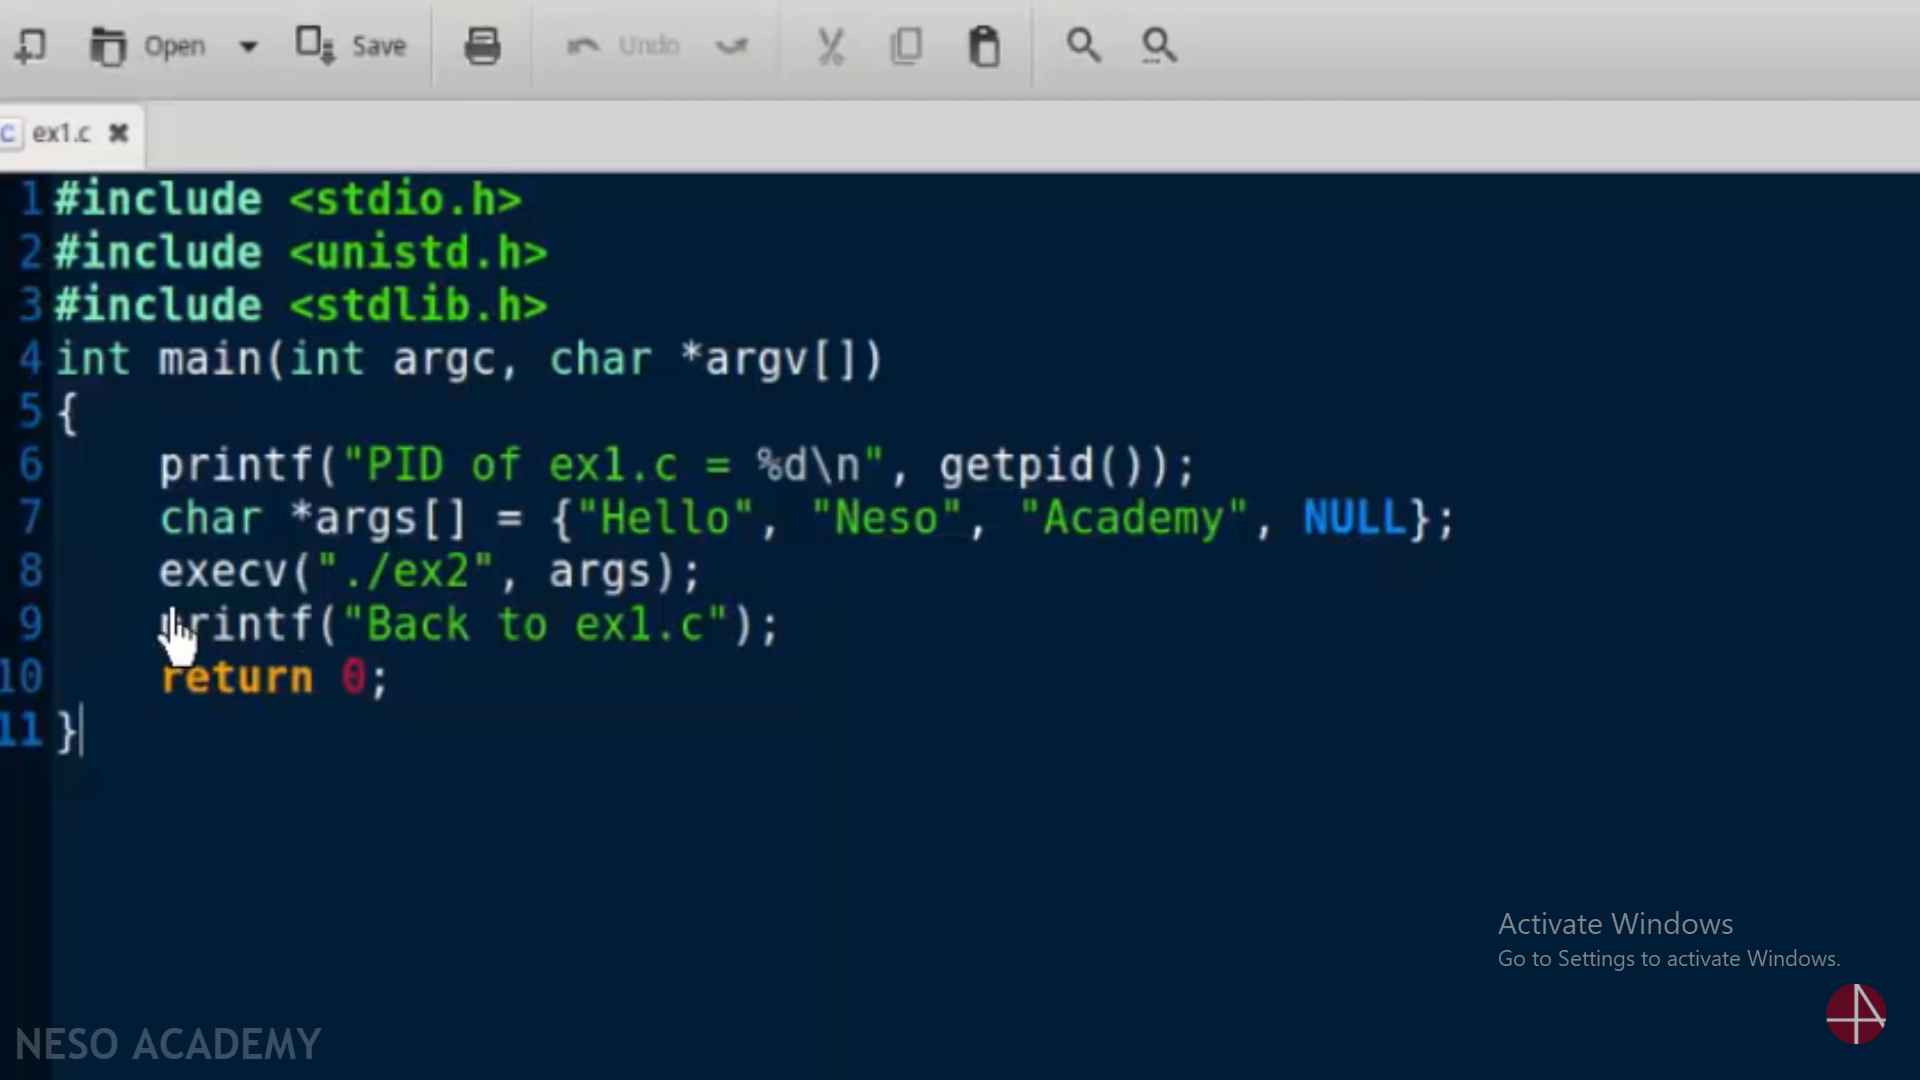 Open Save Undo
ex1.c
1 #include <stdio.h>
2 #include <unistd.h>
3 #include <stdlib.h>
4 int main(int argc, char *argv[])
5 {
6     printf("PID of ex1.c = %d\n", getpid());
7     char *args[] = {"Hello", "Neso", "Academy", NULL};
8     execv("./ex2", args);
9     printf("Back to ex1.c");
10     return 0;
11 }
Activate Windows
Go to Settings to activate Windows.
NESO ACADEMY